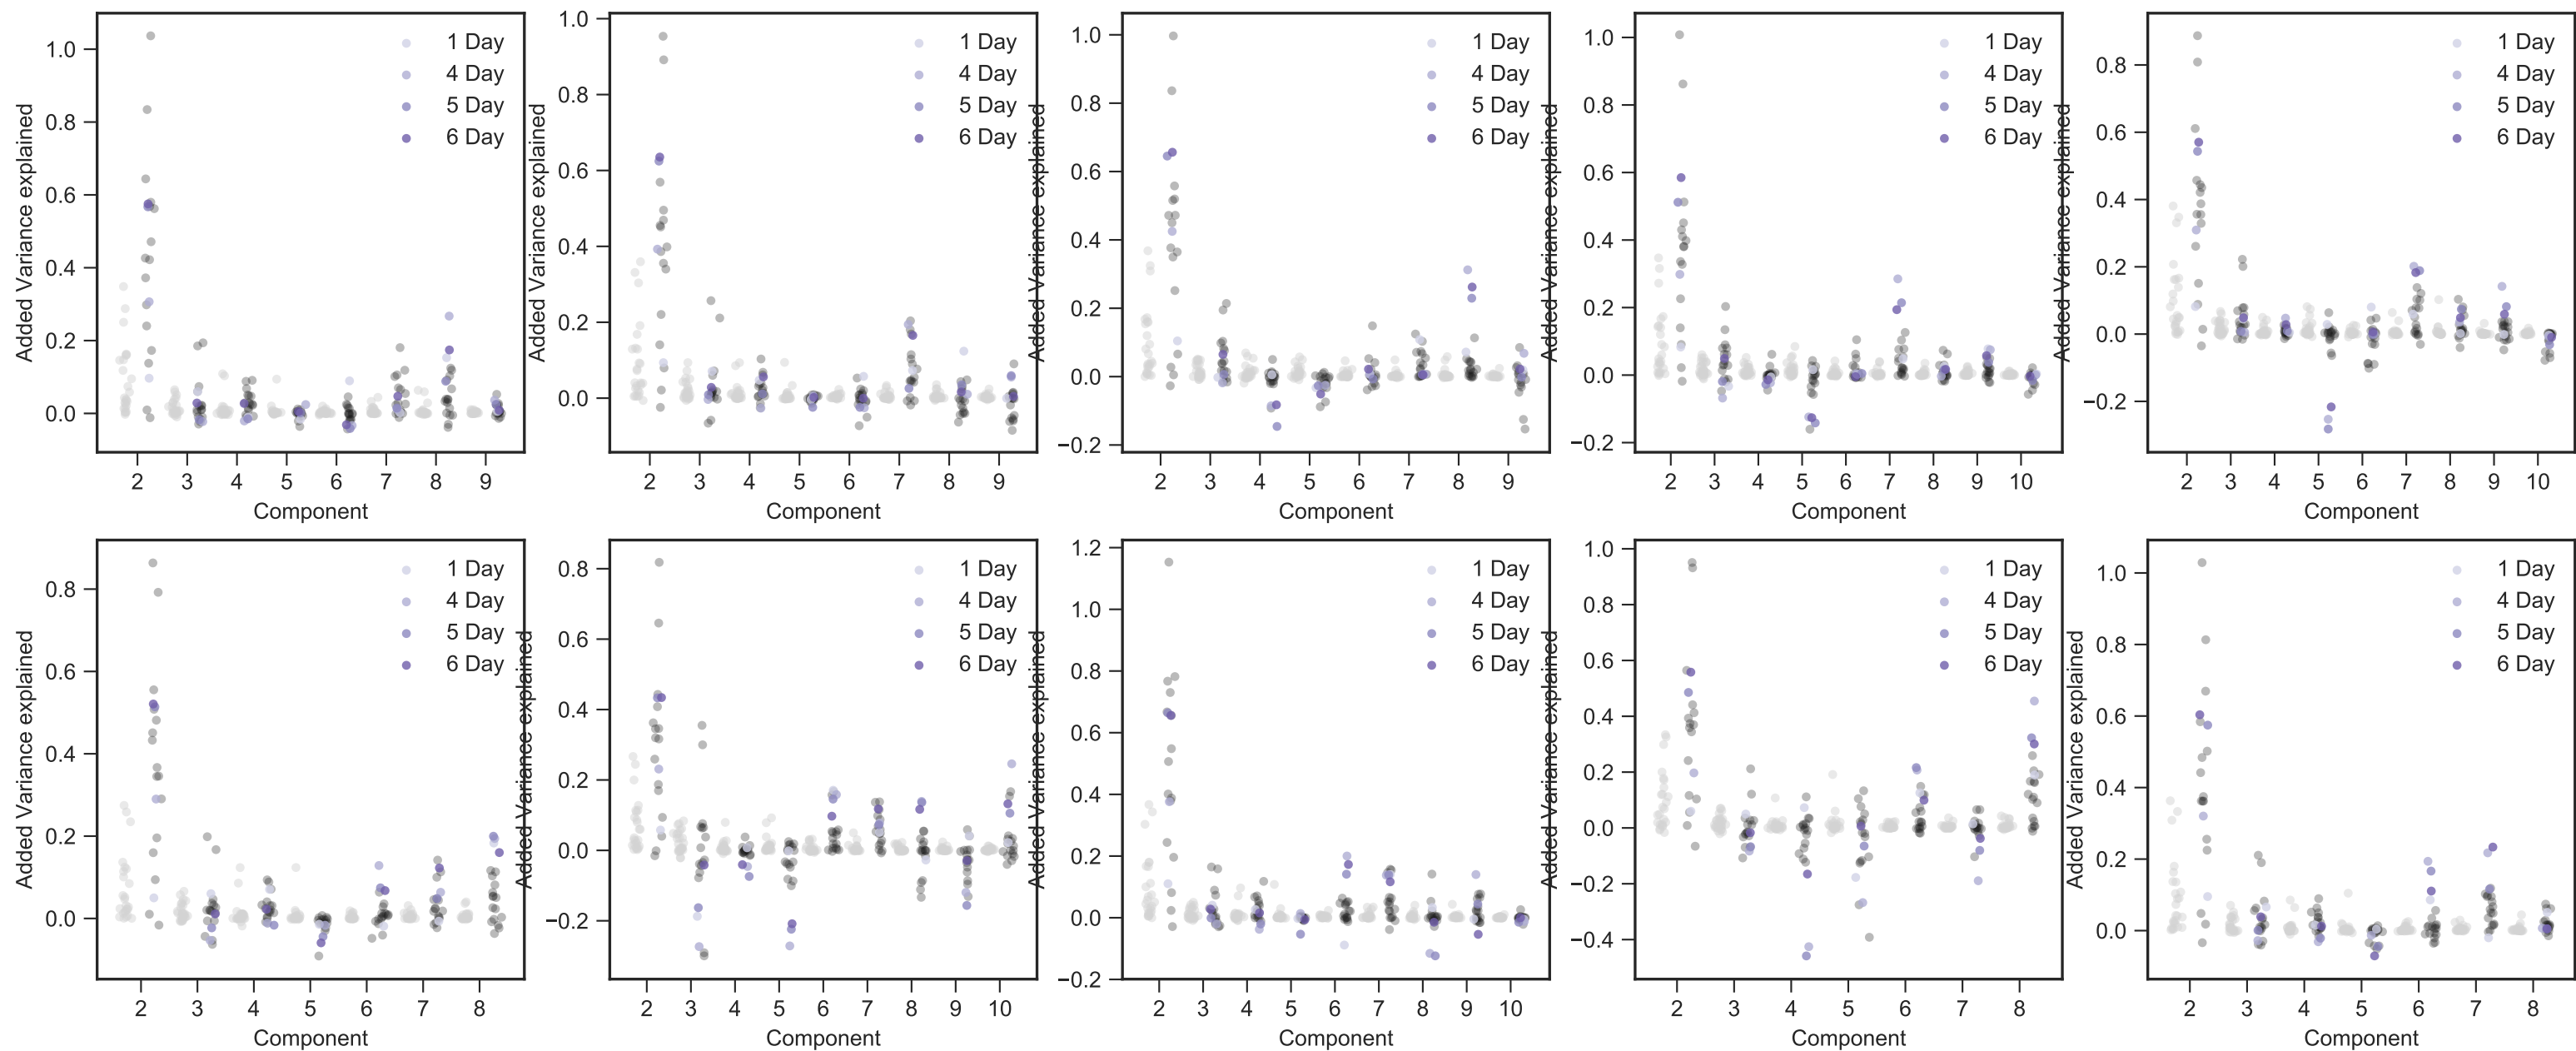 Added Variance explained
1.0
0.8
0.6
0.4
0.2
0.0
1 Day
4 Day
5 Day
6 Day
2 3 4 5 6 7 8 9
Component
Added Variance explained
1.0
0.8
0.6
0.4
0.2
0.0
1 Day
4 Day
5 Day
6 Day
2 3 4 5 6 7 8 9
Component
Added Variance explained
1.0
0.8
0.6
0.4
0.2
0.0
−0.2
1 Day
4 Day
5 Day
6 Day
2 3 4 5 6 7 8 9
Component
Added Variance explained
1.0
0.8
0.6
0.4
0.2
0.0
−0.2
1 Day
4 Day
5 Day
6 Day
2 3 4 5 6 7 8 9 10
Component
Added Variance explained
0.8
0.6
0.4
0.2
0.0
−0.2
1 Day
4 Day
5 Day
6 Day
2 3 4 5 6 7 8 9 10
Component
Added Variance explained
0.8
0.6
0.4
0.2
0.0
1 Day
4 Day
5 Day
6 Day
2 3 4 5 6 7 8
Component
Added Variance explained
0.8
0.6
0.4
0.2
0.0
−0.2
1 Day
4 Day
5 Day
6 Day
2 3 4 5 6 7 8 9 10
Component
Added Variance explained
1.2
1.0
0.8
0.6
0.4
0.2
0.0
−0.2
1 Day
4 Day
5 Day
6 Day
2 3 4 5 6 7 8 9 10
Component
Added Variance explained
1.0
0.8
0.6
0.4
0.2
0.0
−0.2
−0.4
1 Day
4 Day
5 Day
6 Day
2 3 4 5 6 7 8
Component
Added Variance explained
1.0
0.8
0.6
0.4
0.2
0.0
1 Day
4 Day
5 Day
6 Day
2 3 4 5 6 7 8
Component